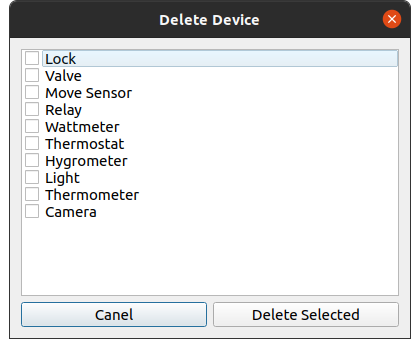 Delete Device
Lock
Valve
Move Sensor
Relay
Wattmeter
Thermostat
Hygrometer
Light
Thermometer
Camera
Canel
Delete Selected